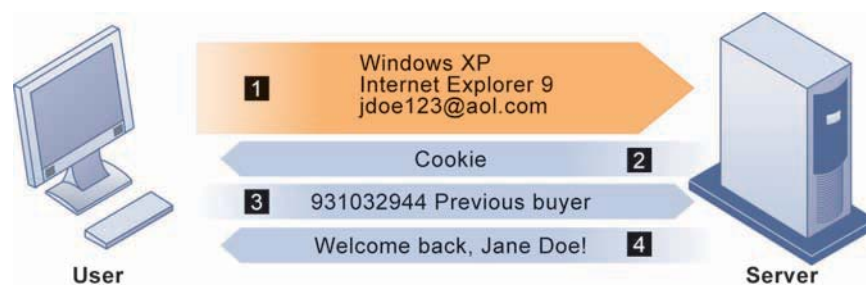 1
Windows XP
Internet Explorer 9
jdoe123@aol.com
Cookie
2
3
931032944 Previous buyer
Welcome back, Jane Doe!
4
User
Server